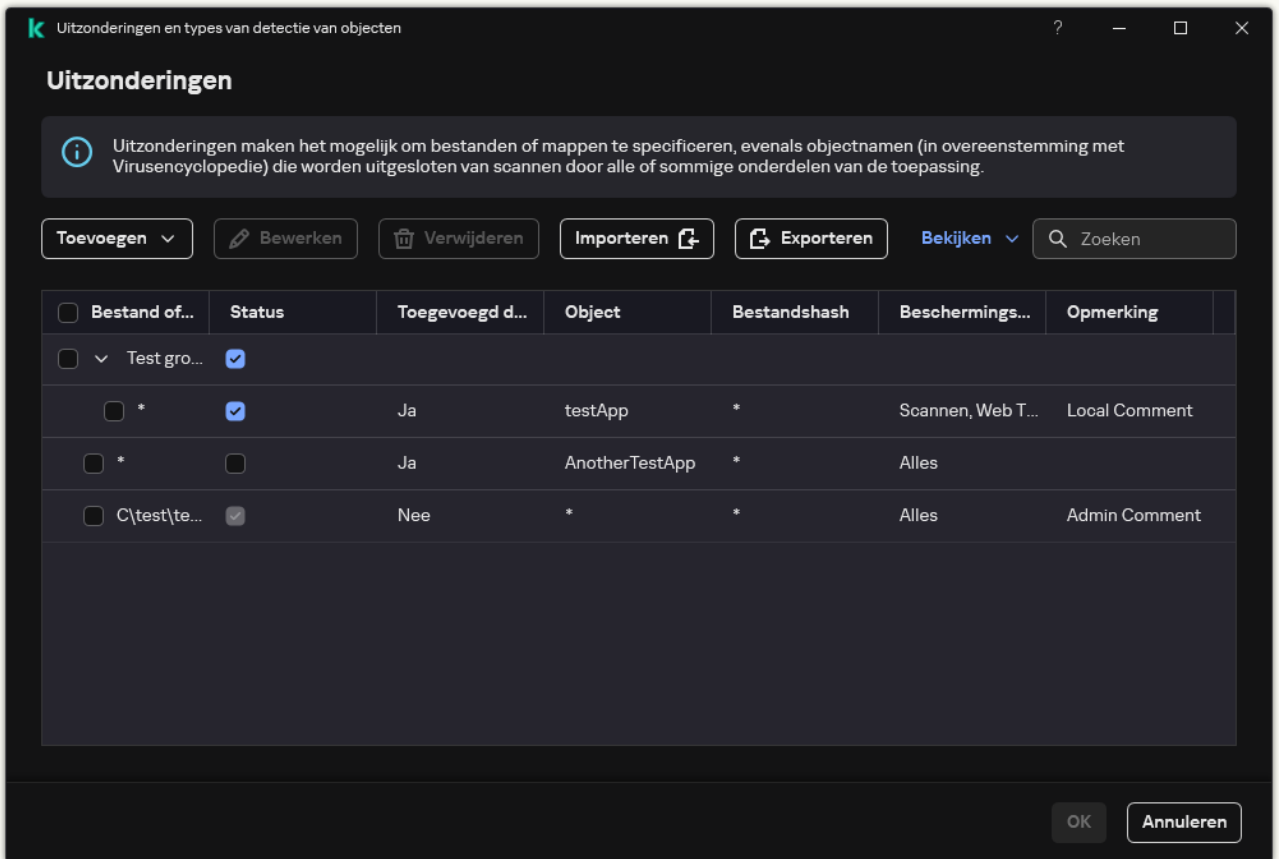 Uitzonderingen en types van detectie van objecten
Uitzonderingen
Uitzonderingen maken het mogelijk om bestanden of mappen te specificeren, evenals objectnamen (in overeenstemming met
Virusencyclopedie) die worden uitgesloten van scannen door alle of sommige onderdelen van de toepassing.
Toevoegen Bewerken Verwijderen Importeren Exporteren Bekijken Zoeken
Bestand of... Status Toegevoegd d... Object Bestandshash Beschermings... Opmerking
Test gro...
* Ja testApp * Scannen, Web T... Local Comment
* Ja AnotherTestApp * Alles
C\test\te... Nee * * Alles Admin Comment
OK Annuleren